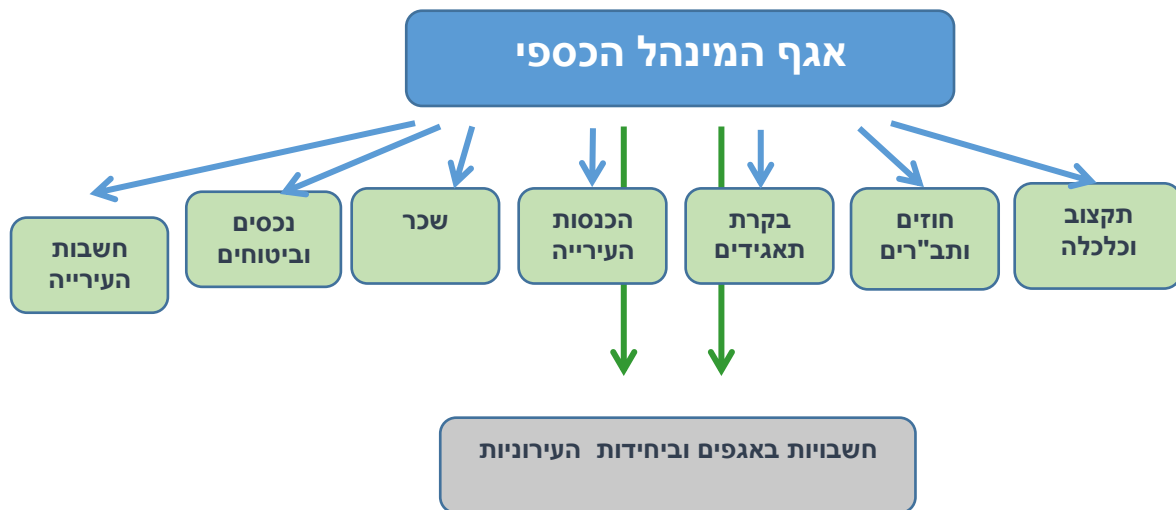 אגף המינהל הכספי
תקצוב
וכלכלה
חוזים
ותב"רים
בקרת
תאגידים
הכנסות
העירייה
שכר
נכסים
וביטוחים
חשבות
העירייה
חשבויות באגפים וביחידות העירוניות